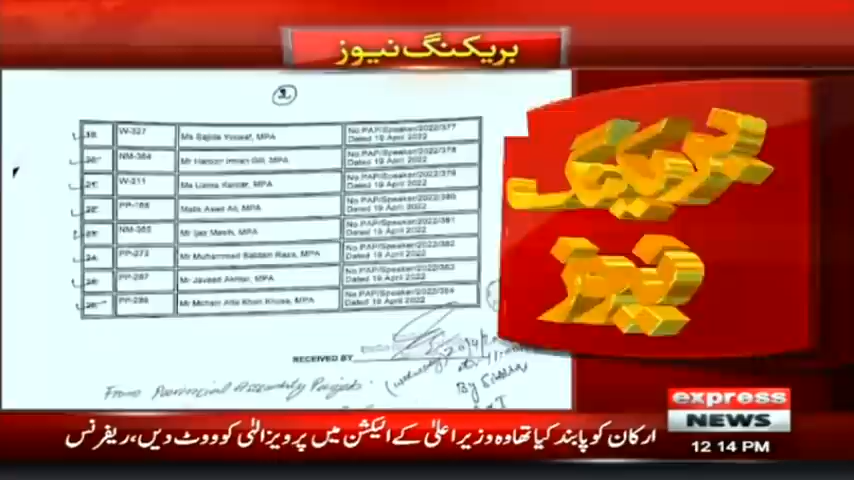 بریکنگ نیوز
2
19. W-327 Ms Sajida Yousaf, MPA No.PAP/Speaker/2022/377 Dated 19 April 2022
20. NM-364 Mr Haroon Imran Gill, MPA No.PAP/Speaker/2022/378 Dated 19 April 2022
21. W-311 Ms Uzma Kardar, MPA No.PAP/Speaker/2022/379 Dated 19 April 2022
22. Malik Asad Ali, MPA No.PAP/Speaker/2022/380 Dated 19 April 2022
23. NM-365 Mr Ijaz Masih, MPA No.PAP/Speaker/2022/381 Dated 19 April 2022
24. PP-273 Mr Muhammad Sabtain Raza, MPA No.PAP/Speaker/2022/382 Dated 19 April 2022
PP-287 Mr Javaed Akhtar, MPA No.PAP/Speaker/2022/383 Dated 19 April 2022
26. PP-288 Mr Mohsin Atta Khan Khosa, MPA No.PAP/Speaker/2022/384 Dated 19 April 2022
RECEIVED BY
From Provincial Assembly Punjab.
بریکنگ
نیوز
express
NEWS
12:14 PM
ارکان کو پابند کیا تھا وہ وزیراعلیٰ کے الیکشن میں پرویز الٰہی کو ووٹ دیں، ریفرنس